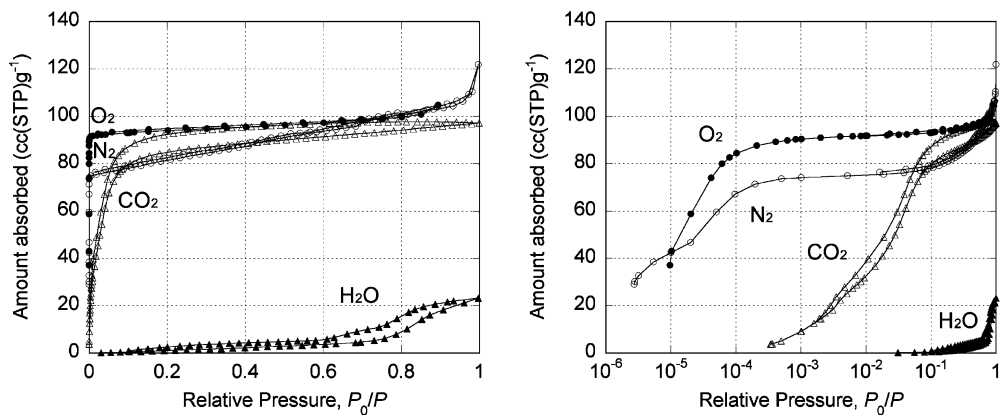 Amount absorbed (cc(STP)g⁻¹)
140
120
100
80
60
40
20
0
O₂
N₂
CO₂
H₂O
0
0.2
0.4
0.6
0.8
1
Relative Pressure, P₀/P
Amount absorbed (cc(STP)g⁻¹)
140
120
100
80
60
40
20
0
O₂
N₂
CO₂
H₂O
10⁻⁶
10⁻⁵
10⁻⁴
10⁻³
10⁻²
10⁻¹
1
Relative Pressure, P₀/P